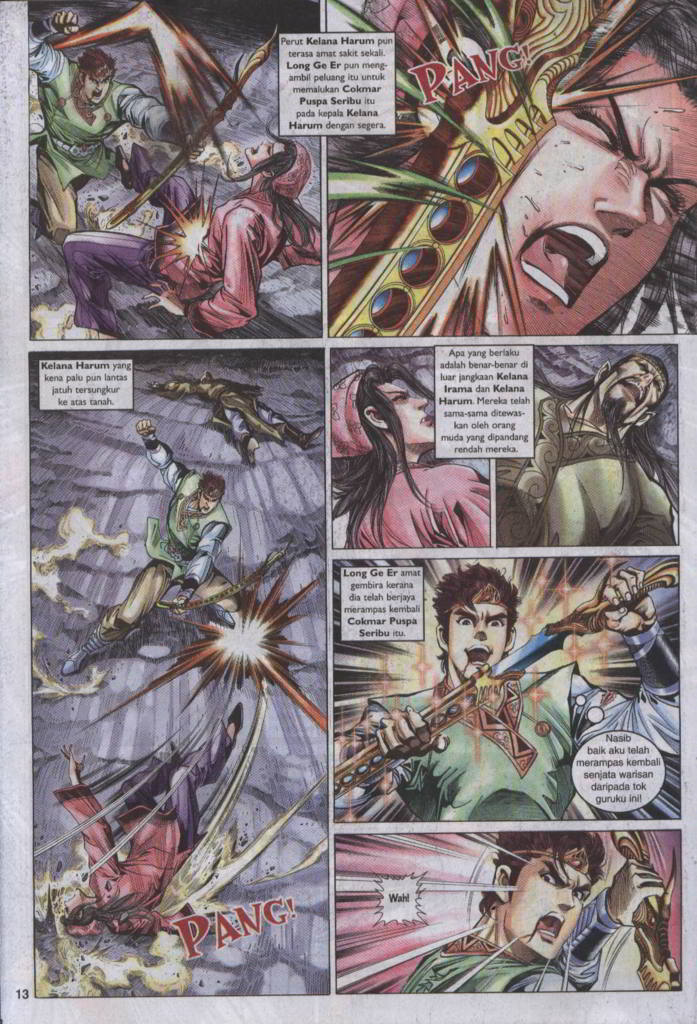 Perut Kelana Harum pun
terasa amat sakit sekali.
Long Ge Er pun meng-
ambil peluang itu untuk
memalukan Cokmar
Puspa Seribu itu
pada kepala Kelana
Harum dengan segera.
PANG!
Kelana Harum yang
kena palu pun lantas
jatuh tersungkur
ke atas tanah.
PANG!
Apa yang berlaku
adalah benar-benar di
luar jangkaan Kelana
Irama dan Kelana
Harum. Mereka telah
sama-sama ditewas-
kan oleh orang
muda yang dipandang
rendah mereka.
Long Ge Er amat
gembira kerana
dia telah berjaya
merampas kembali
Cokmar Puspa
Seribu itu.
Nasib
baik aku telah
merampas kembali
senjata warisan
daripada tok
guruku ini!
Wah!
13